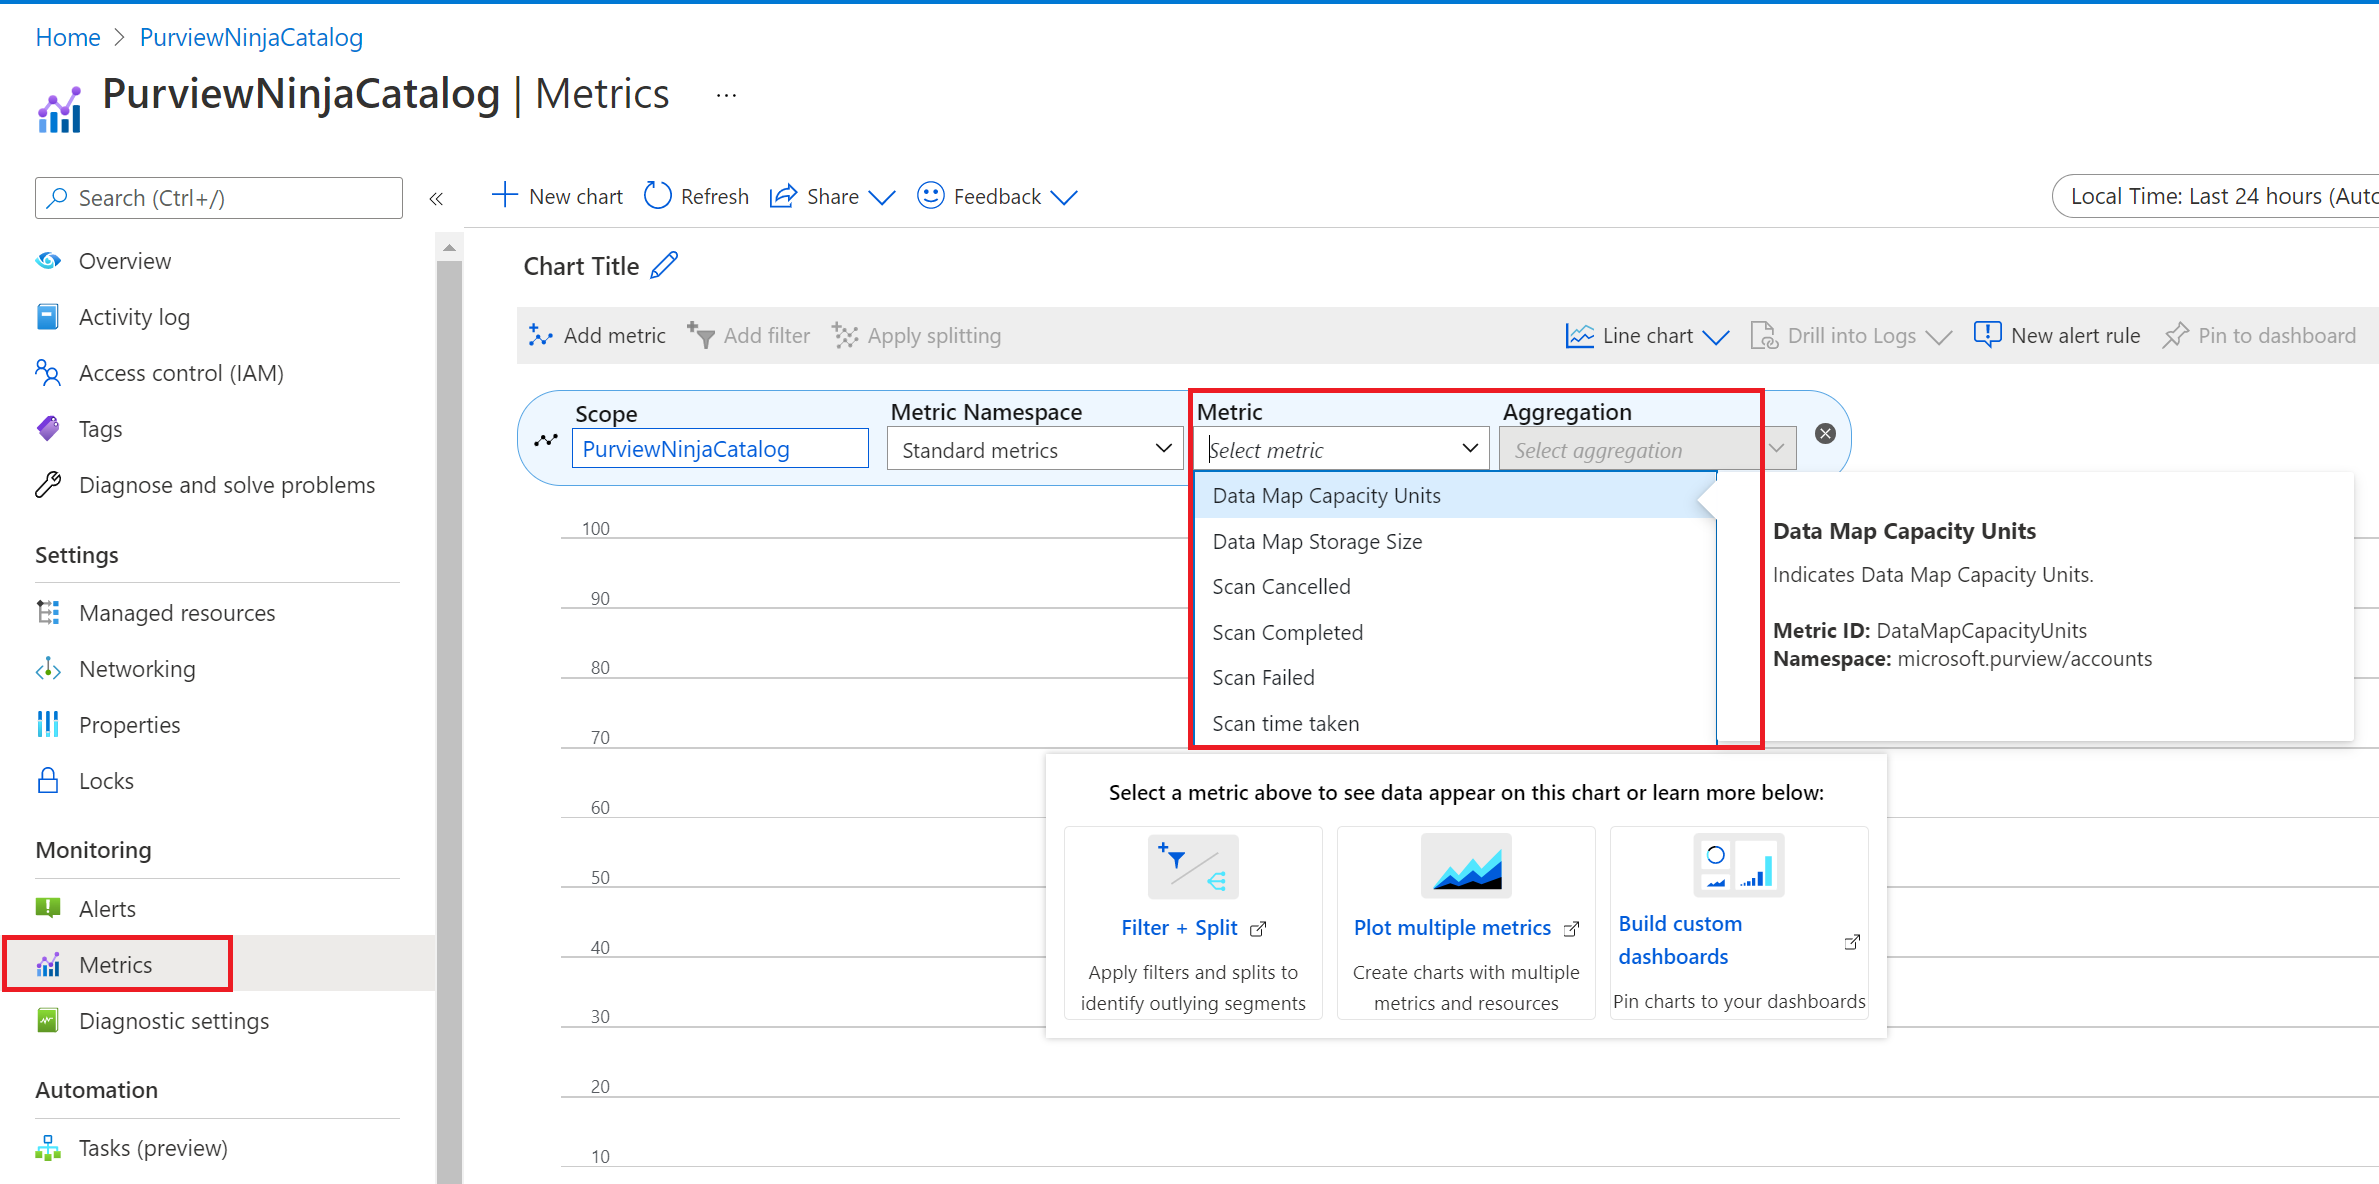 Home > PurviewNinjaCatalog
PurviewNinjaCatalog | Metrics ...
Search (Ctrl+/) «
Overview
Activity log
Access control (IAM)
Tags
Diagnose and solve problems
Settings
Managed resources
Networking
Properties
Locks
Monitoring
Alerts
Metrics
Diagnostic settings
Automation
Tasks (preview)
New chart Refresh Share Feedback
Local Time: Last 24 hours (Auto
Chart Title
Add metric Add filter Apply splitting Line chart Drill into Logs New alert rule Pin to dashboard
Scope Metric Namespace Metric Aggregation
PurviewNinjaCatalog Standard metrics Select metric Select aggregation
Data Map Capacity Units
Data Map Storage Size
Scan Cancelled
Scan Completed
Scan Failed
Scan time taken
Data Map Capacity Units
Indicates Data Map Capacity Units.
Metric ID: DataMapCapacityUnits
Namespace: microsoft.purview/accounts
100
90
80
70
60
50
40
30
20
10
Select a metric above to see data appear on this chart or learn more below:
Filter + Split
Apply filters and splits to
identify outlying segments
Plot multiple metrics
Create charts with multiple
metrics and resources
Build custom
dashboards
Pin charts to your dashboards